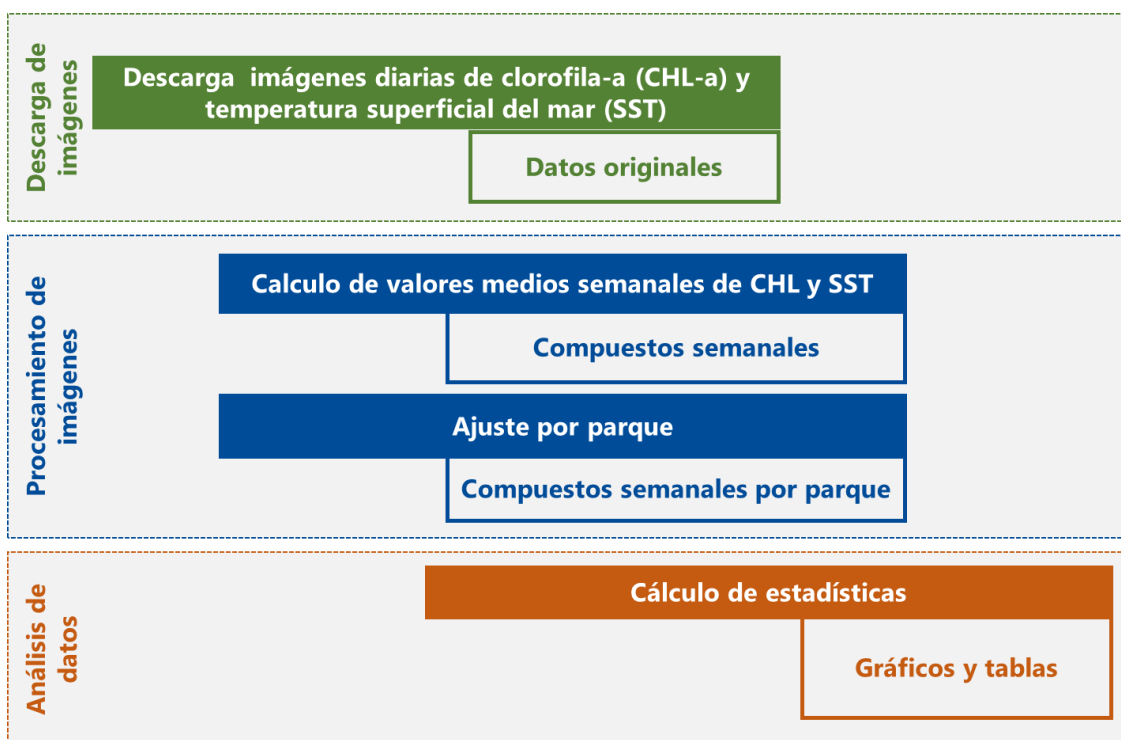 Descarga de
imágenes
Descarga imágenes diarias de clorofila-a (CHL-a) y
temperatura superficial del mar (SST)
Datos originales
Procesamiento de
imágenes
Calculo de valores medios semanales de CHL y SST
Compuestos semanales
Ajuste por parque
Compuestos semanales por parque
Análisis de
datos
Cálculo de estadísticas
Gráficos y tablas